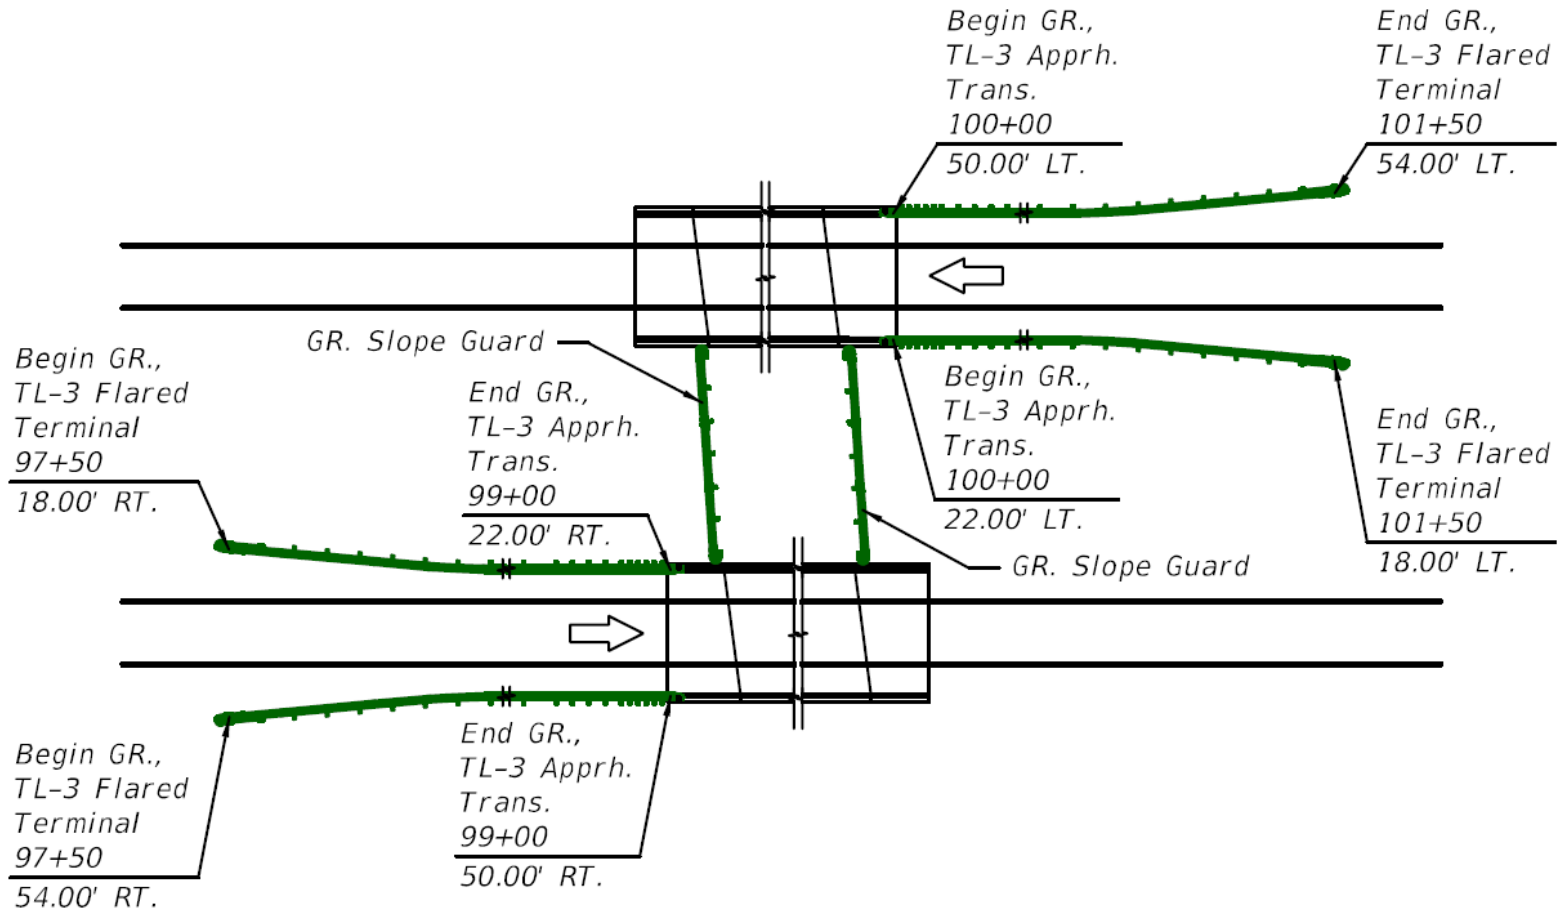 Begin GR.,
TL-3 Apprh.
Trans.
100+00
50.00' LT.
End GR.,
TL-3 Flared
Terminal
101+50
54.00' LT.
GR. Slope Guard
Begin GR.,
TL-3 Flared
Terminal
97+50
18.00' RT.
End GR.,
TL-3 Apprh.
Trans.
99+00
22.00' RT.
Begin GR.,
TL-3 Apprh.
Trans.
100+00
22.00' LT.
End GR.,
TL-3 Flared
Terminal
101+50
18.00' LT.
GR. Slope Guard
Begin GR.,
TL-3 Flared
Terminal
97+50
54.00' RT.
End GR.,
TL-3 Apprh.
Trans.
99+00
50.00' RT.